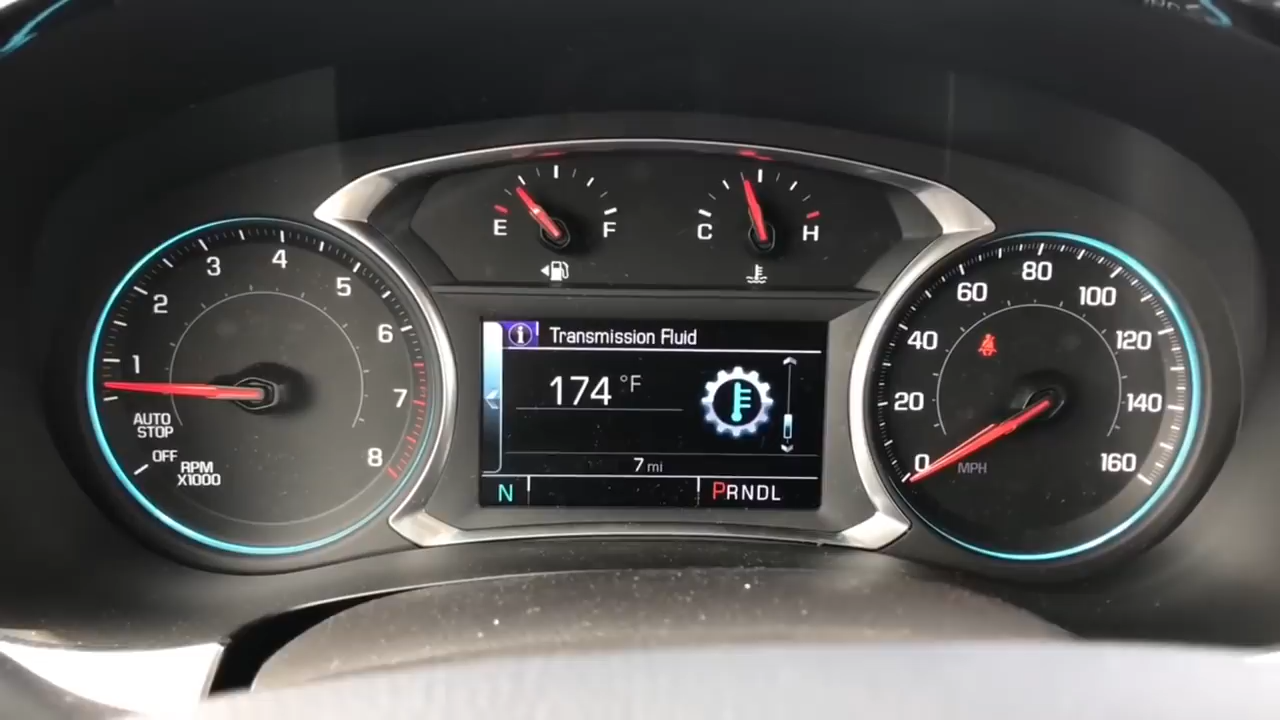 E F
C H
1
2
3
4
5
6
7
8
AUTO
STOP
OFF
RPM
X1000
i Transmission Fluid
174 °F
7 mi
N
PRNDL
0
20
40
60
80
100
120
140
160
MPH